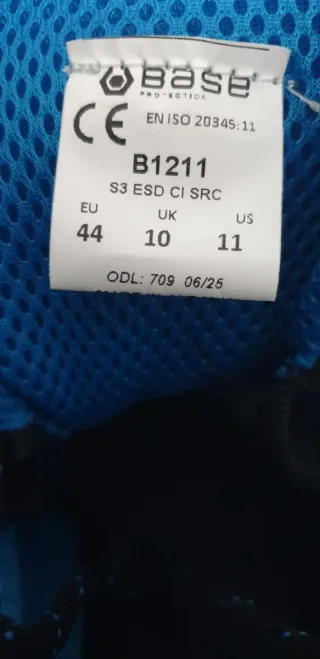 BASE
PROTECTION
CE EN ISO 20345:11
B1211
S3 ESD CI SRC
EU UK US
44 10 11
ODL: 709 06/25